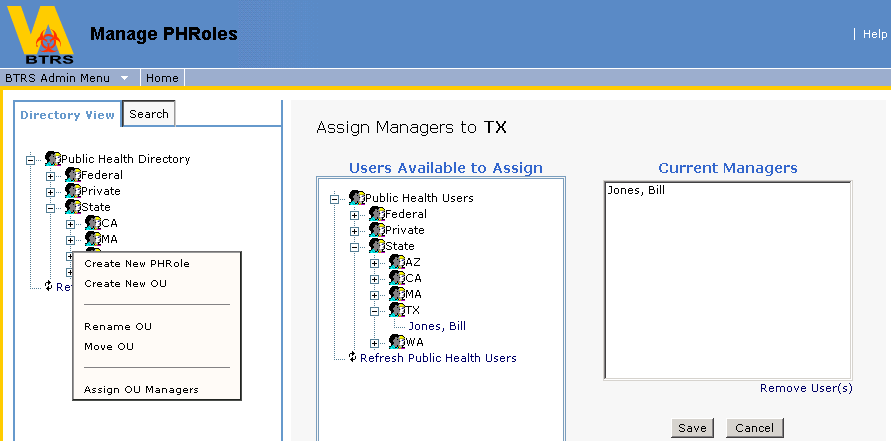 VA
BTRS
Manage PHRoles
| Help
BTRS Admin Menu
Home
Directory View
Search
Public Health Directory
Federal
Private
State
CA
MA
Create New PHRole
Create New OU
Rename OU
Move OU
Assign OU Managers
Assign Managers to TX
Users Available to Assign
Public Health Users
Federal
Private
State
AZ
CA
MA
TX
Jones, Bill
WA
Refresh Public Health Users
Current Managers
Jones, Bill
Remove User(s)
Save
Cancel